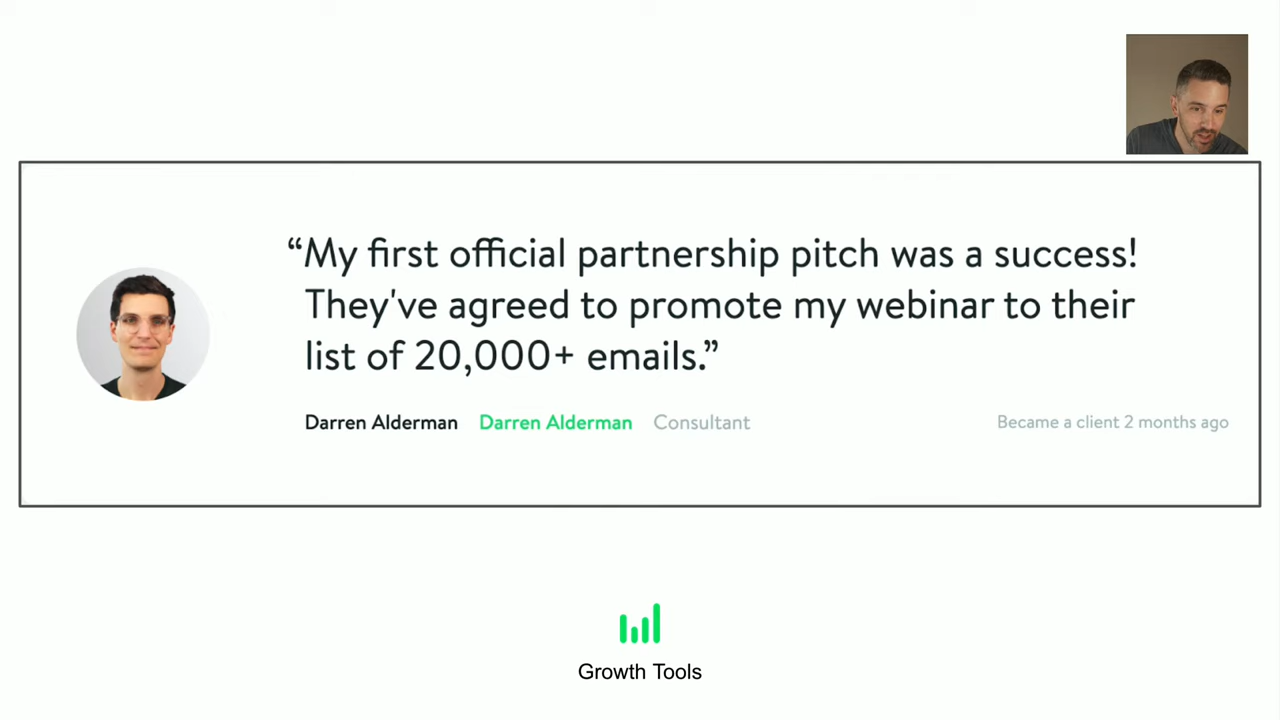 “My first official partnership pitch was a success!
They've agreed to promote my webinar to their
list of 20,000+ emails.”
Darren Alderman Darren Alderman Consultant Became a client 2 months ago
Growth Tools